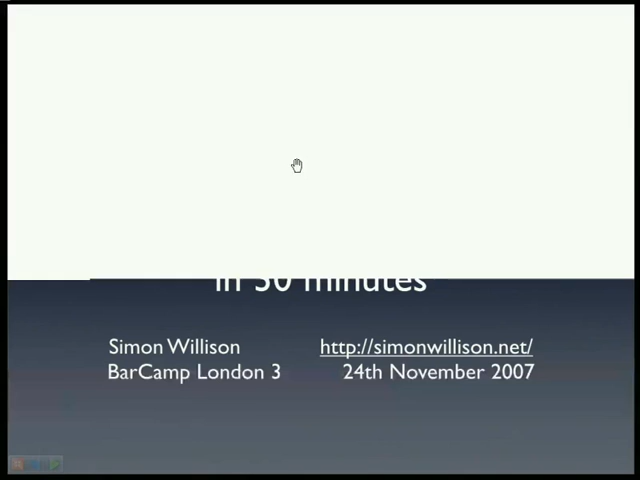 in 30 minutes
Simon Willison
http://simonwillison.net/
BarCamp London 3
24th November 2007